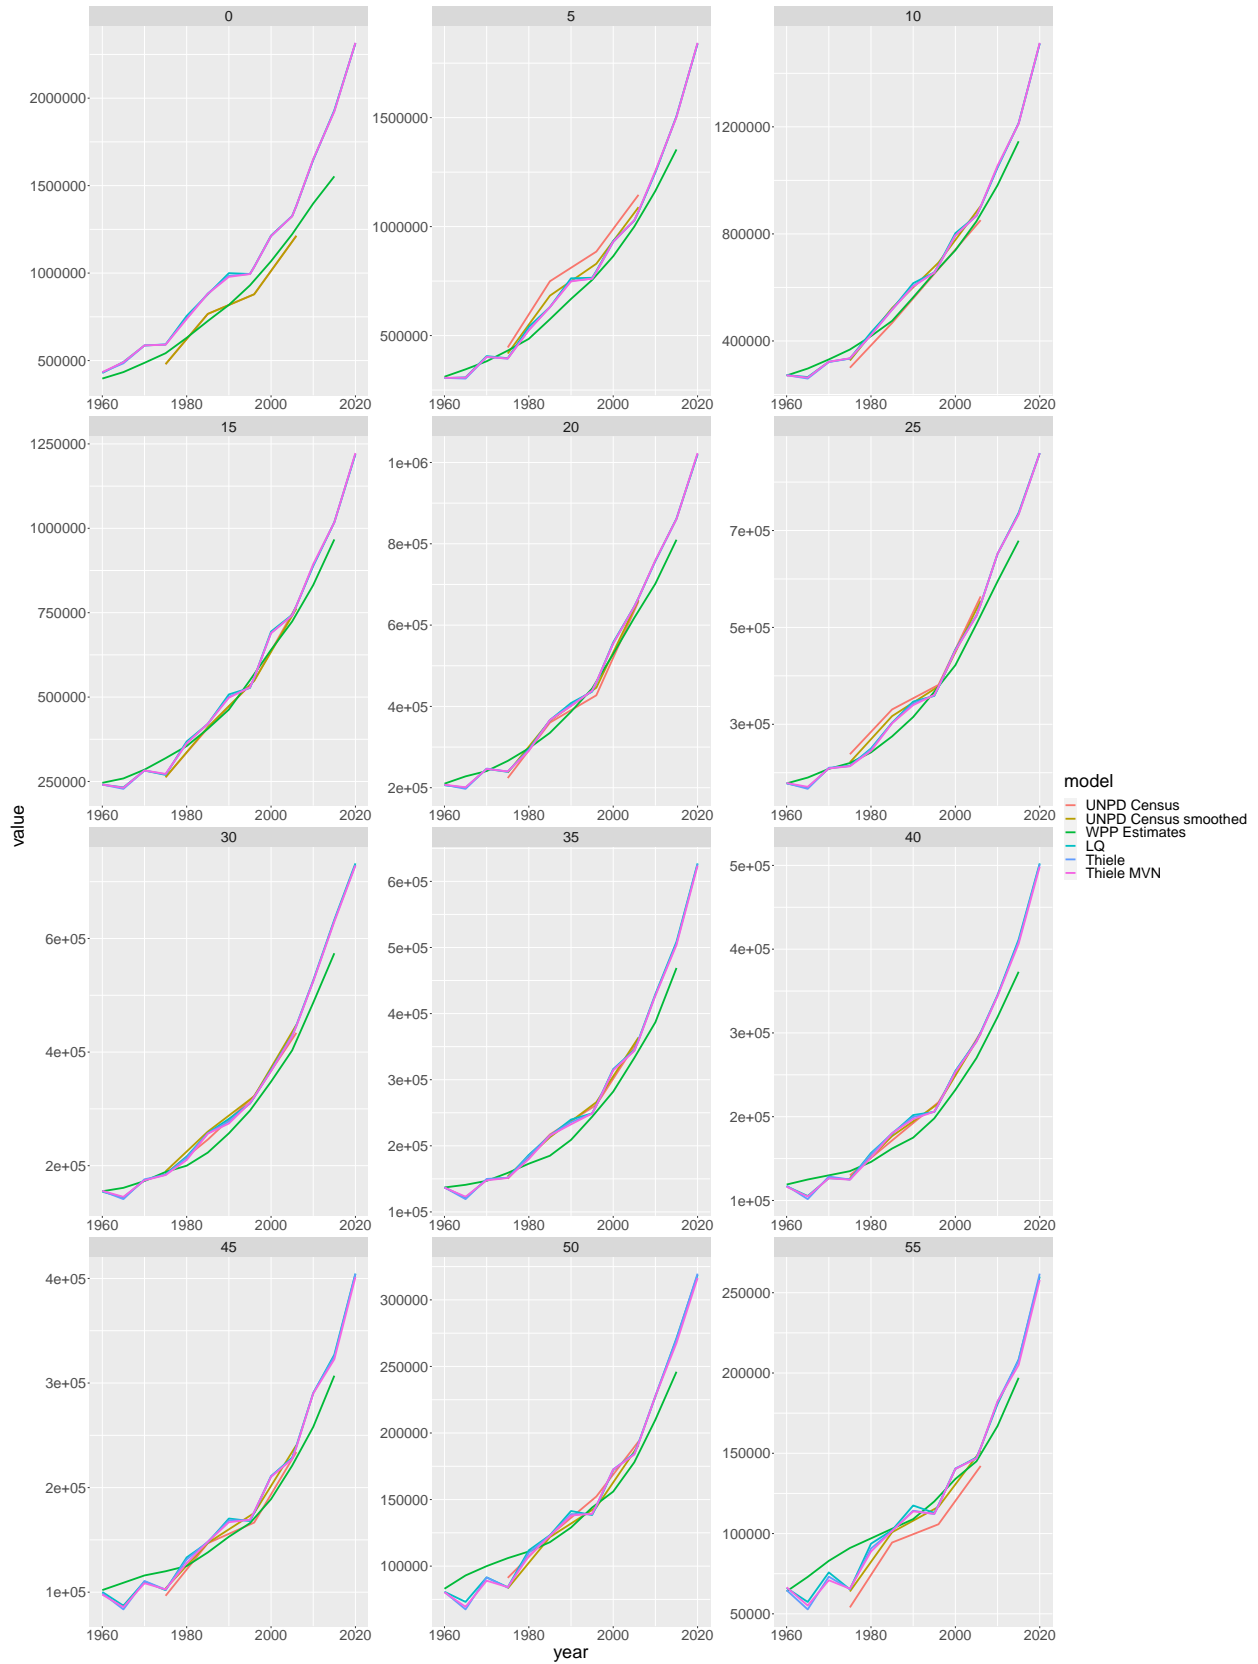 0 5 10
2000000
1500000
1000000
500000
1500000
1000000
500000
1200000
800000
400000
1960 1980 2000 2020 1960 1980 2000 2020 1960 1980 2000 2020
15 20 25
1250000
1000000
750000
500000
250000
1e+06
8e+05
6e+05
4e+05
2e+05
7e+05
5e+05
3e+05
1960 1980 2000 2020 1960 1980 2000 2020 1960 1980 2000 2020
30 35 40
6e+05
4e+05
2e+05
6e+05
5e+05
4e+05
3e+05
2e+05
1e+05
5e+05
4e+05
3e+05
2e+05
1e+05
1960 1980 2000 2020 1960 1980 2000 2020 1960 1980 2000 2020
45 50 55
4e+05
3e+05
2e+05
1e+05
300000
250000
200000
150000
100000
250000
200000
150000
100000
50000
1960 1980 2000 2020 1960 1980 2000 2020 1960 1980 2000 2020
year
value
model
UNPD Census
UNPD Census smoothed
WPP Estimates
LQ
Thiele
Thiele MVN